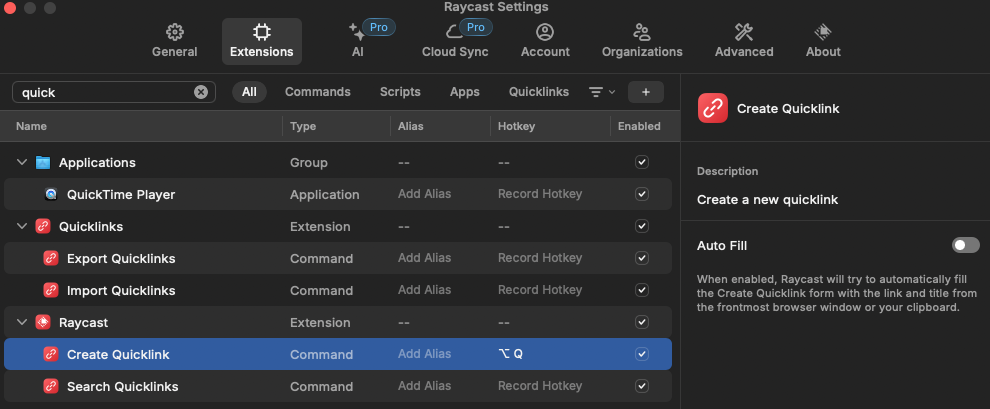 Raycast Settings
General
Extensions
AI
Pro
Cloud Sync
Pro
Account
Organizations
Advanced
About
quick
All
Commands
Scripts
Apps
Quicklinks
+
Name Type Alias Hotkey Enabled
Applications Group -- --
QuickTime Player Application Add Alias Record Hotkey
Quicklinks Extension -- --
Export Quicklinks Command Add Alias Record Hotkey
Import Quicklinks Command Add Alias Record Hotkey
Raycast Extension -- --
Create Quicklink Command Add Alias ⌥ Q
Search Quicklinks Command Add Alias Record Hotkey
Create Quicklink
Description
Create a new quicklink
Auto Fill
When enabled, Raycast will try to automatically fill
the Create Quicklink form with the link and title from
the frontmost browser window or your clipboard.